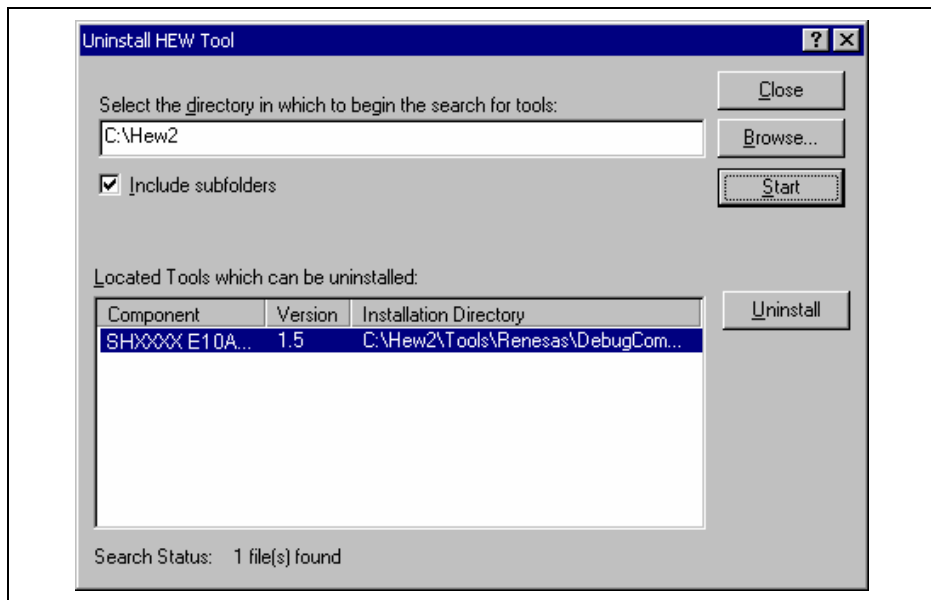 Uninstall HEW Tool
Select the directory in which to begin the search for tools:
Close
C:\Hew2
Browse...
Include subfolders
Start
Located Tools which can be uninstalled:
Component Version Installation Directory
Uninstall
SHXXXX E10A... 1.5 C:\Hew2\Tools\Renesas\DebugCom...
Search Status: 1 file(s) found